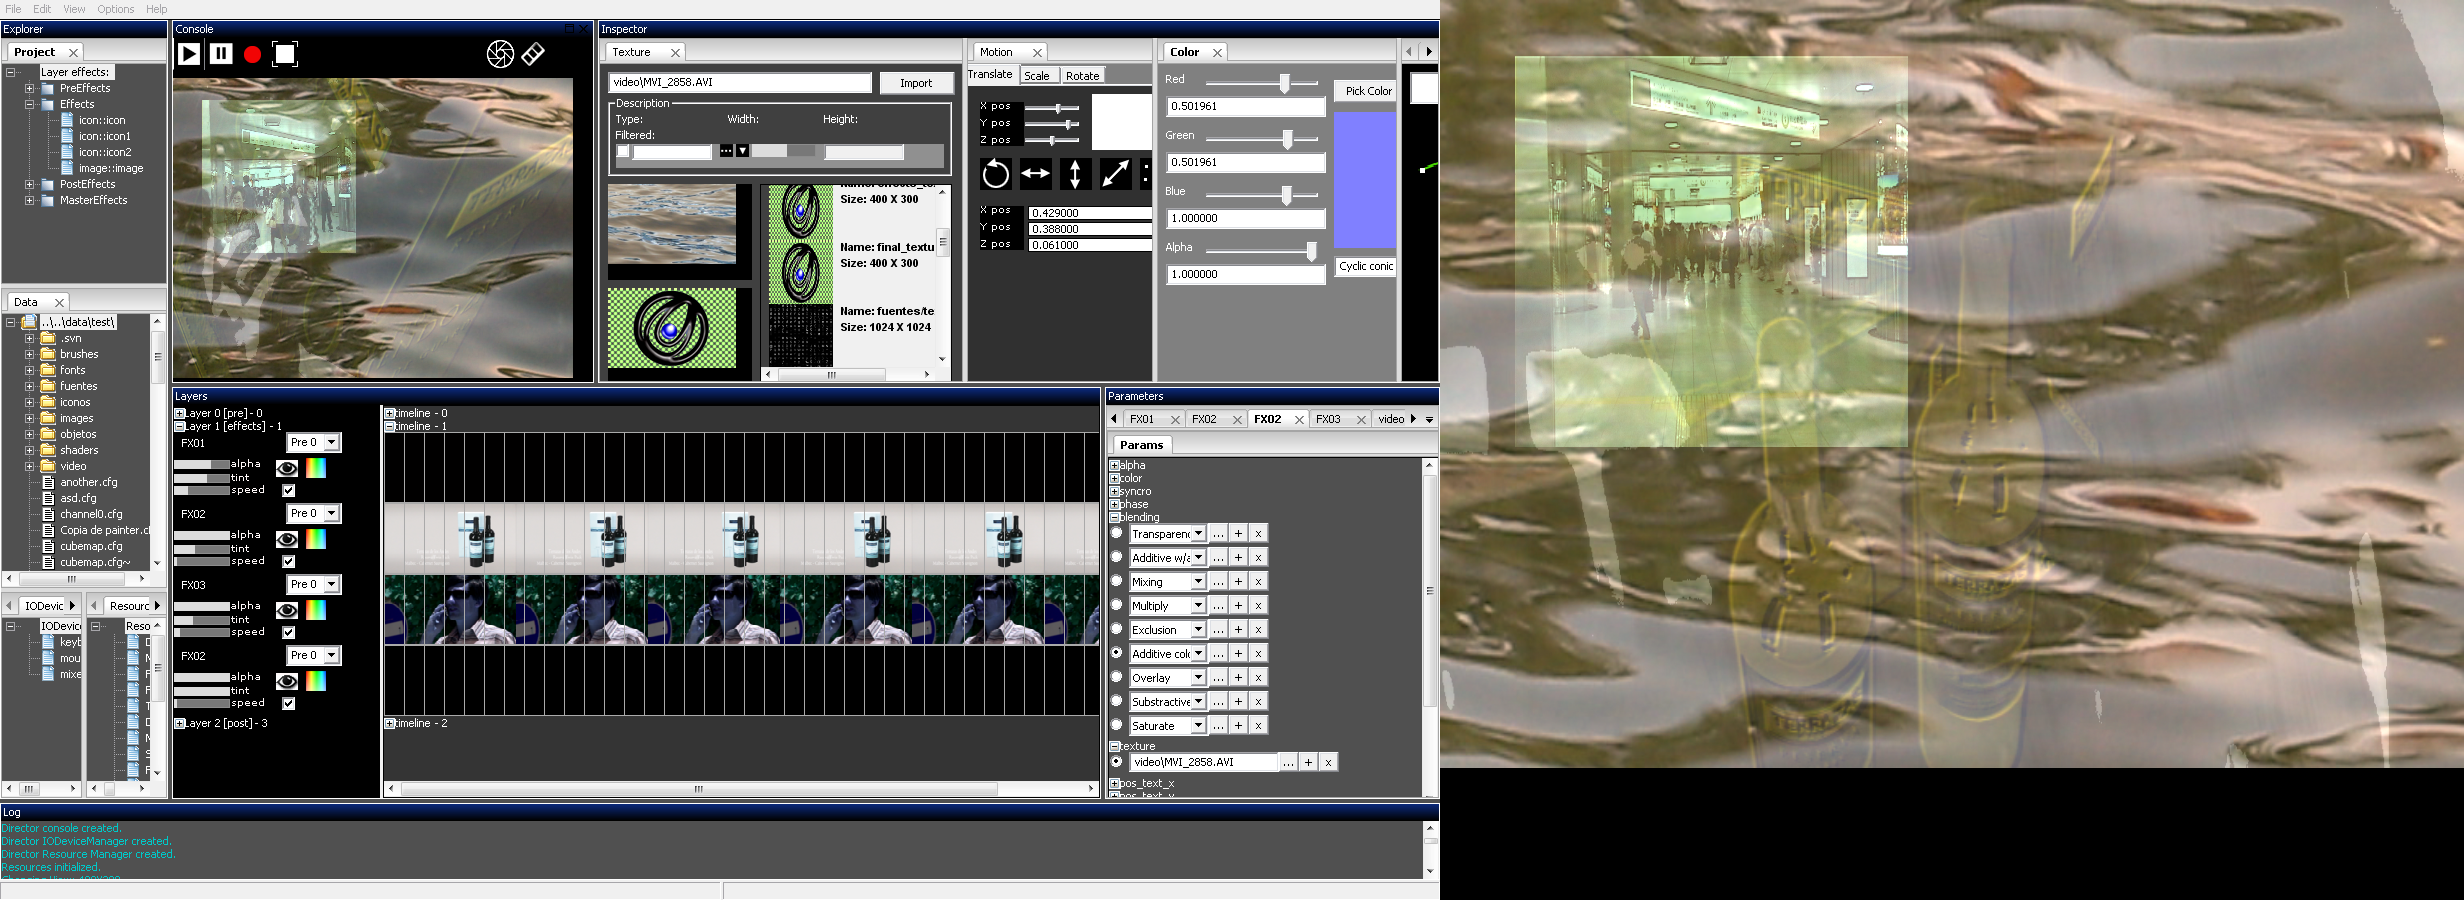 File Edit View Options Help
Explorer
Project
Layer effects:
PreEffects
Effects
icon::icon
icon::icon1
icon::icon2
image::image
PostEffects
MasterEffects
Data
..\..\data\test\
.svn
brushes
fonts
fuentes
iconos
images
objetos
shaders
video
another.cfg
asd.cfg
channel0.cfg
Copia de painter.cf
cubemap.cfg
cubemap.cfg~
IODevic
Resourc
IODevic
keyb
mou
mixe
Reso
Console
Inspector
Texture
video\MVI_2858.AVI
Import
Description
Type: Width: Height:
Filtered:
Size: 400 X 300
Name: final_textu
Size: 400 X 300
Name: fuentes/te
Size: 1024 X 1024
Motion
Translate Scale Rotate
X pos
Y pos
Z pos
X pos 0.429000
Y pos 0.388000
Z pos 0.061000
Color
Red
0.501961
Green
0.501961
Blue
1.000000
Alpha
1.000000
Pick Color
Cyclic conic
Layers
Layer 0 [pre] - 0
Layer 1 [effects] - 1
FX01 Pre 0
alpha
tint
speed
FX02 Pre 0
alpha
tint
speed
FX03 Pre 0
alpha
tint
speed
FX02 Pre 0
alpha
tint
speed
Layer 2 [post] - 3
timeline - 0
timeline - 1
timeline - 2
Parameters
FX01 FX02 FX02 FX03 video
Params
alpha
color
syncro
phase
blending
Transparenc ... + x
Additive w/a ... + x
Mixing ... + x
Multiply ... + x
Exclusion ... + x
Additive colo ... + x
Overlay ... + x
Substractive ... + x
Saturate ... + x
texture
video\MVI_2858.AVI ... + x
pos_text_x
pos_text_y
Log
Director console created.
Director IODeviceManager created.
Director Resource Manager created.
Resources initialized.